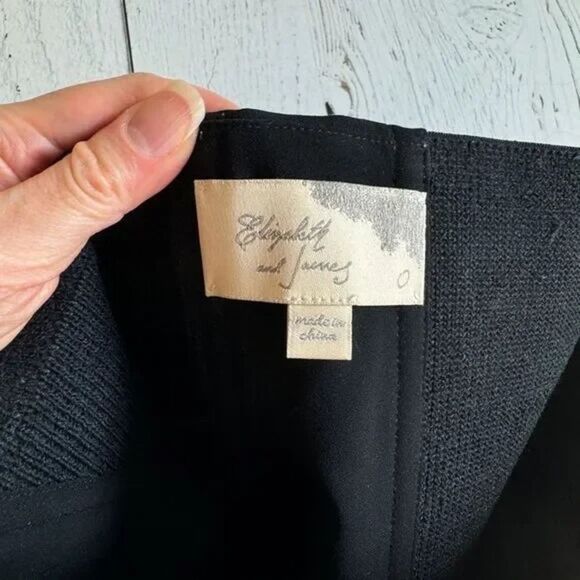 Elizabeth
and James
0
made in
china